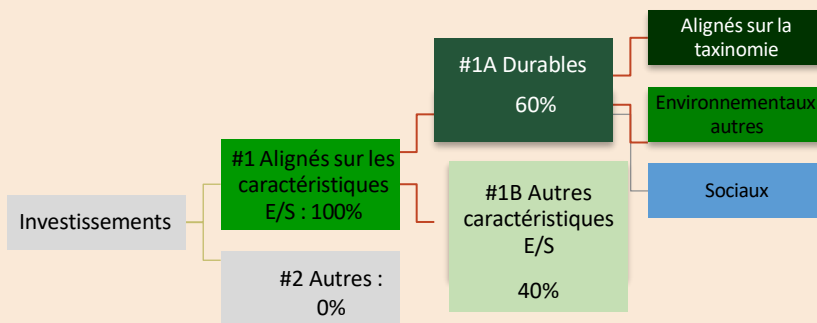 Investissements
#1 Alignés sur les
caractéristiques
E/S : 100%
#2 Autres :
0%
#1A Durables
60%
#1B Autres
caractéristiques
E/S
40%
Alignés sur la
taxinomie
Environnementaux
autres
Sociaux